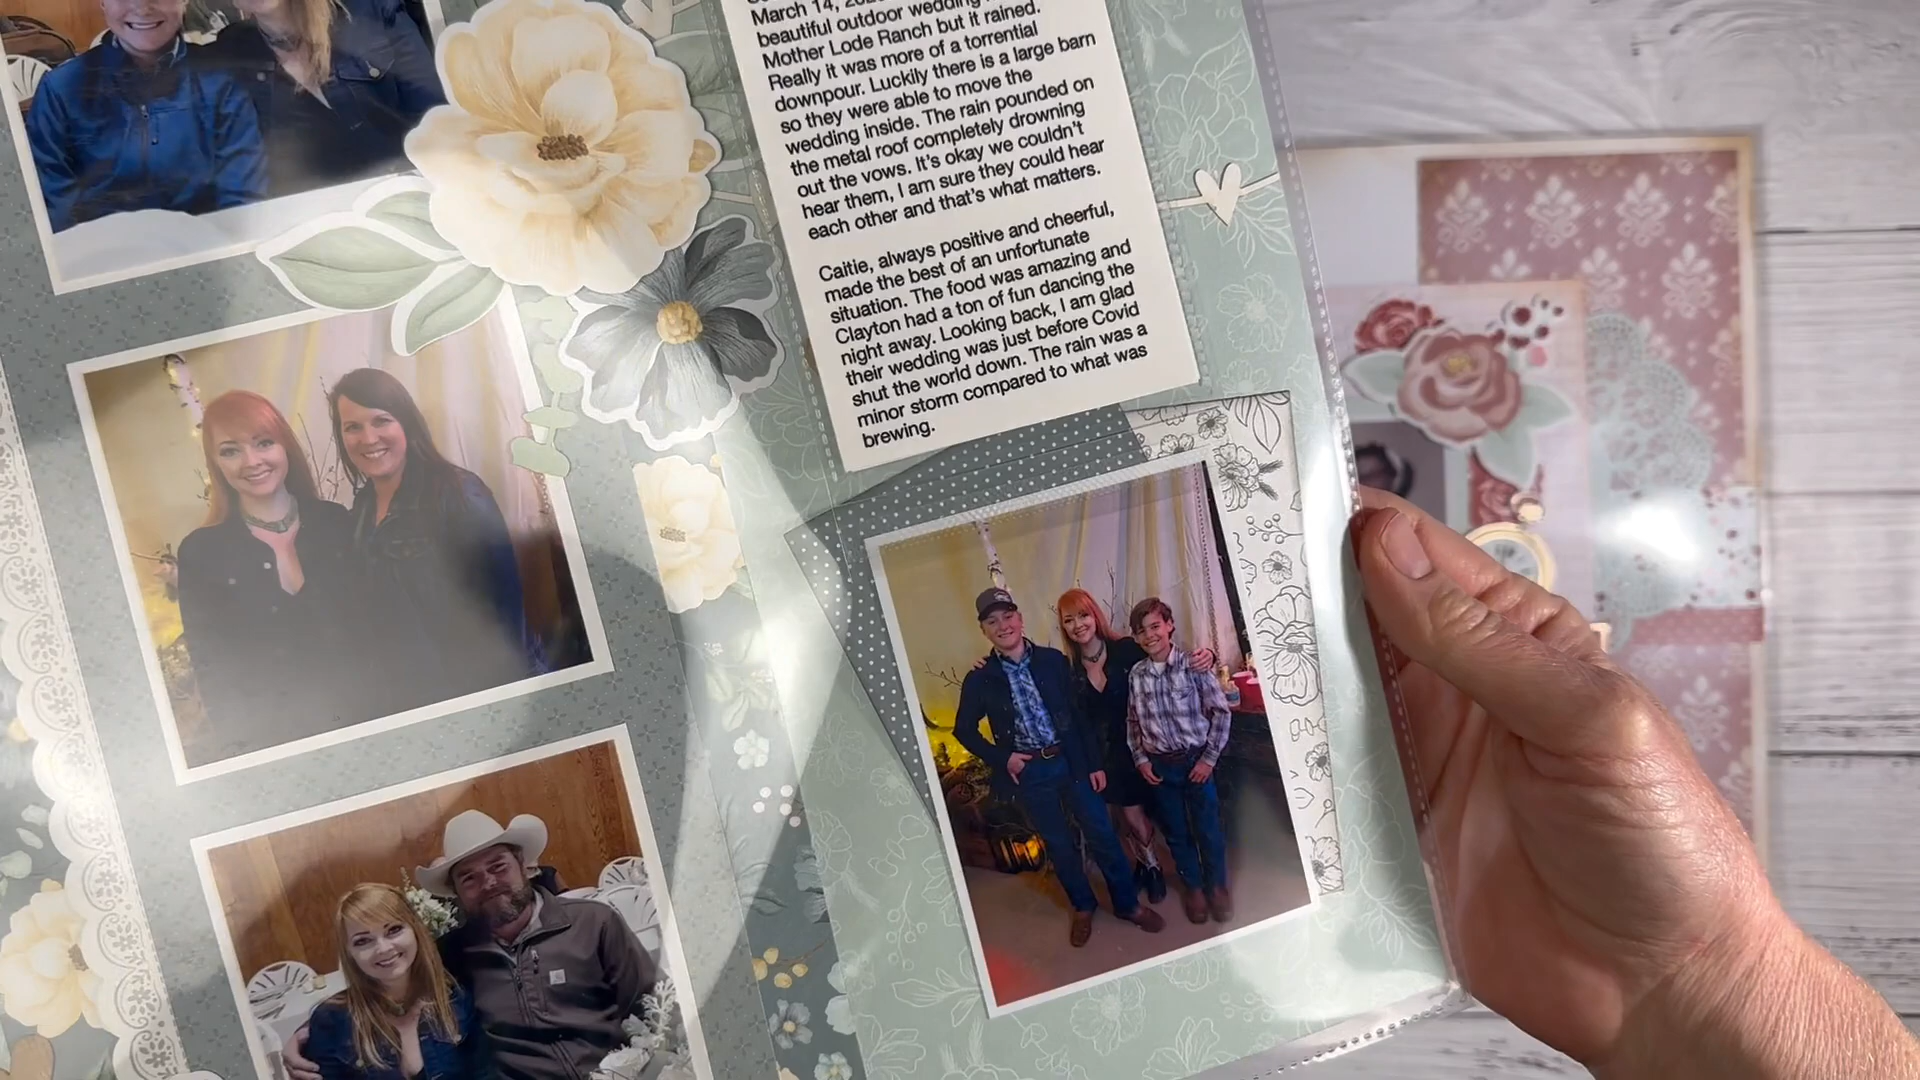 March 14,
beautiful outdoor wedding
Mother Lode Ranch but it rained.
Really it was more of a torrential
downpour. Luckily there is a large barn
so they were able to move the
wedding inside. The rain pounded on
the metal roof completely drowning
out the vows. It's okay we couldn't
hear them, I am sure they could hear
each other and that's what matters.
Caitie, always positive and cheerful,
made the best of an unfortunate
situation. The food was amazing and
Clayton had a ton of fun dancing the
night away. Looking back, I am glad
their wedding was just before Covid
shut the world down. The rain was a
minor storm compared to what was
brewing.